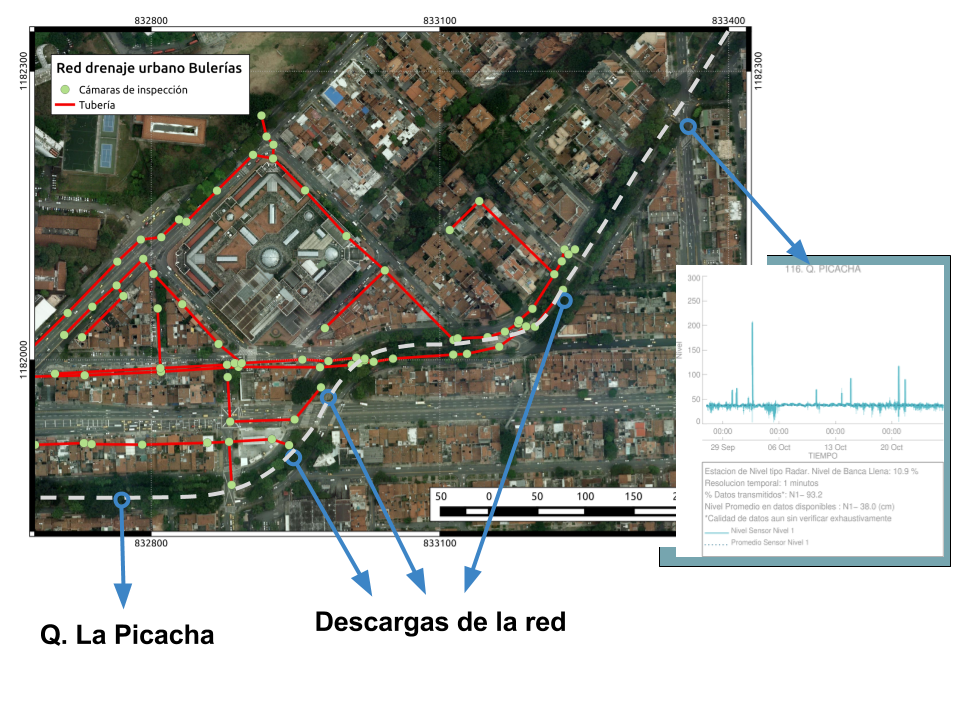 832800 833100 833400
1182300
1182300
Red drenaje urbano Bulerías
Cámaras de inspección
Tubería
1182000
116. Q. PICACHA
300
250
200
150
100
50
0
Nivel
00:00 00:00 00:00 00:00
29 Sep 06 Oct 13 Oct 20 Oct
TIEMPO
Estacion de Nivel tipo Radar. Nivel de Banca Llena: 10.9 %
Resolucion temporal: 1 minutos
% Datos transmitidos*: N1– 93.2
Nivel Promedio en datos disponibles : N1– 38.0 (cm)
*Calidad de datos aun sin verificar exhaustivamente
Nivel Sensor Nivel 1
Promedio Sensor Nivel 1
50 0 50 100 150 2
832800 833100
Q. La Picacha
Descargas de la red